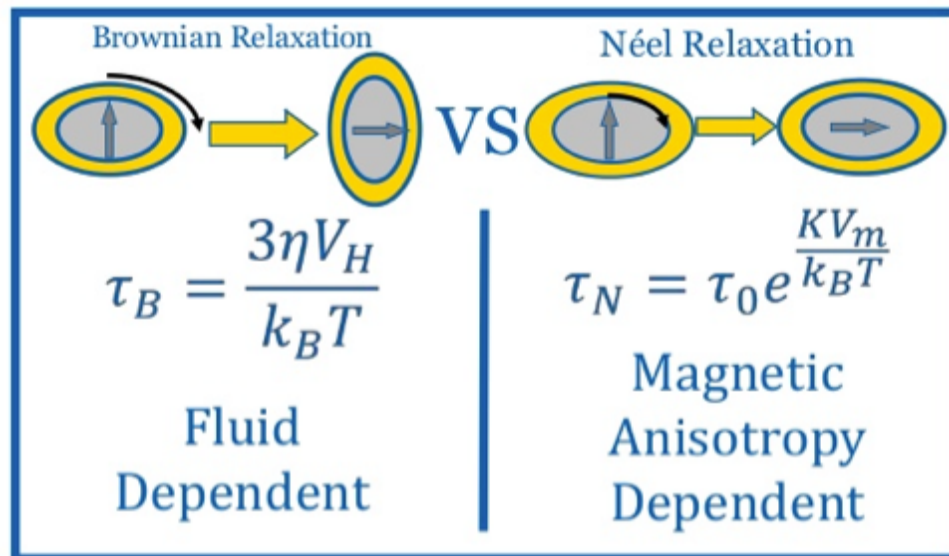 Brownian Relaxation
VS
Néel Relaxation
τ_B = 3ηV_H / k_BT
Fluid
Dependent
τ_N = τ_0 e^{KV_m / k_BT}
Magnetic
Anisotropy
Dependent